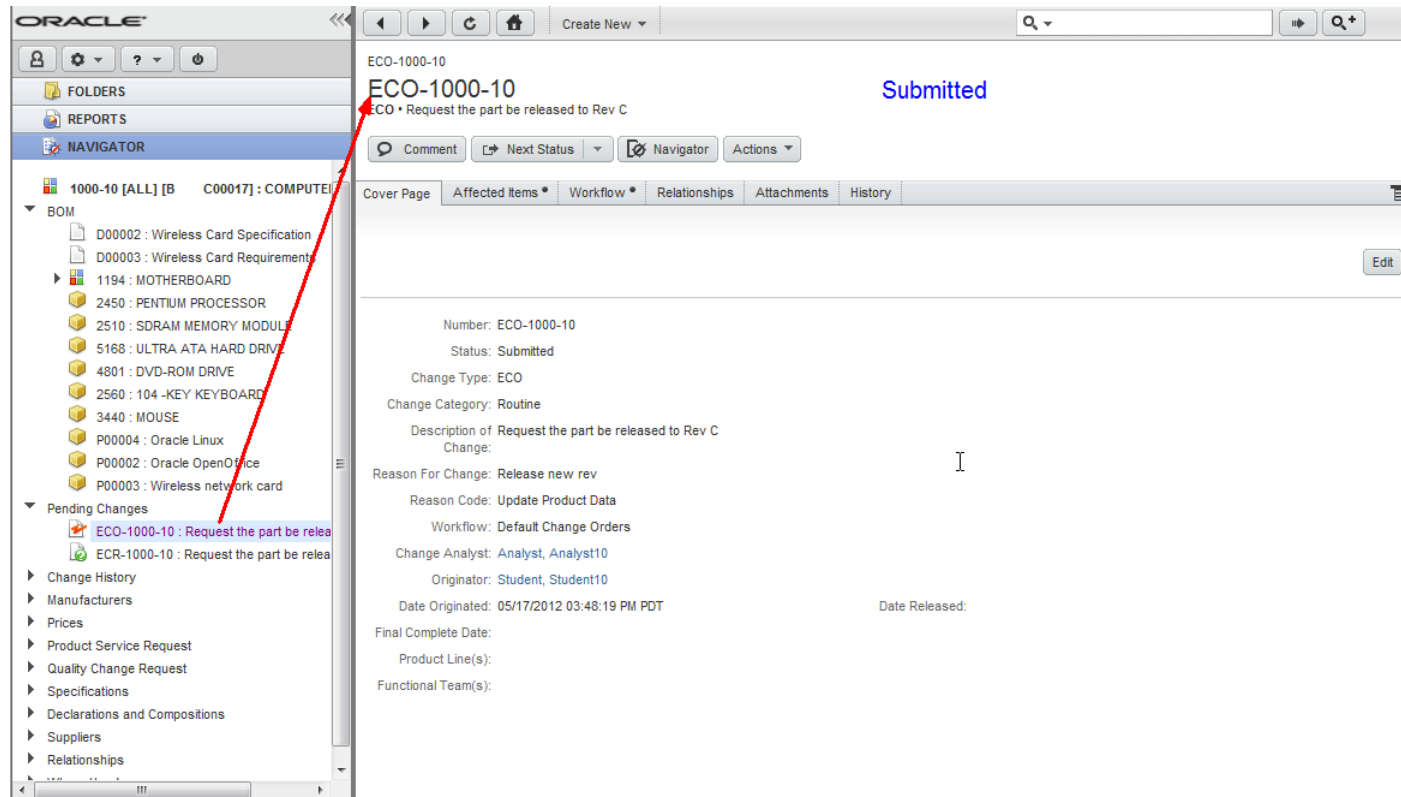 ORACLE
Create New
?
FOLDERS
REPORTS
NAVIGATOR
1000-10 [ALL] [B C00017] : COMPUTE
BOM
D00002 : Wireless Card Specification
D00003 : Wireless Card Requirements
1194 : MOTHERBOARD
2450 : PENTIUM PROCESSOR
2510 : SDRAM MEMORY MODULE
5168 : ULTRA ATA HARD DRIVE
4801 : DVD-ROM DRIVE
2560 : 104 -KEY KEYBOARD
3440 : MOUSE
P00004 : Oracle Linux
P00002 : Oracle OpenOffice
P00003 : Wireless network card
Pending Changes
ECO-1000-10 : Request the part be relea
ECR-1000-10 : Request the part be relea
Change History
Manufacturers
Prices
Product Service Request
Quality Change Request
Specifications
Declarations and Compositions
Suppliers
Relationships
ECO-1000-10
ECO-1000-10 Submitted
ECO • Request the part be released to Rev C
Comment Next Status Navigator Actions
Cover Page Affected Items Workflow Relationships Attachments History
Edit
Number: ECO-1000-10
Status: Submitted
Change Type: ECO
Change Category: Routine
Description of Request the part be released to Rev C
Change:
Reason For Change: Release new rev
Reason Code: Update Product Data
Workflow: Default Change Orders
Change Analyst: Analyst, Analyst10
Originator: Student, Student10
Date Originated: 05/17/2012 03:48:19 PM PDT Date Released:
Final Complete Date:
Product Line(s):
Functional Team(s):